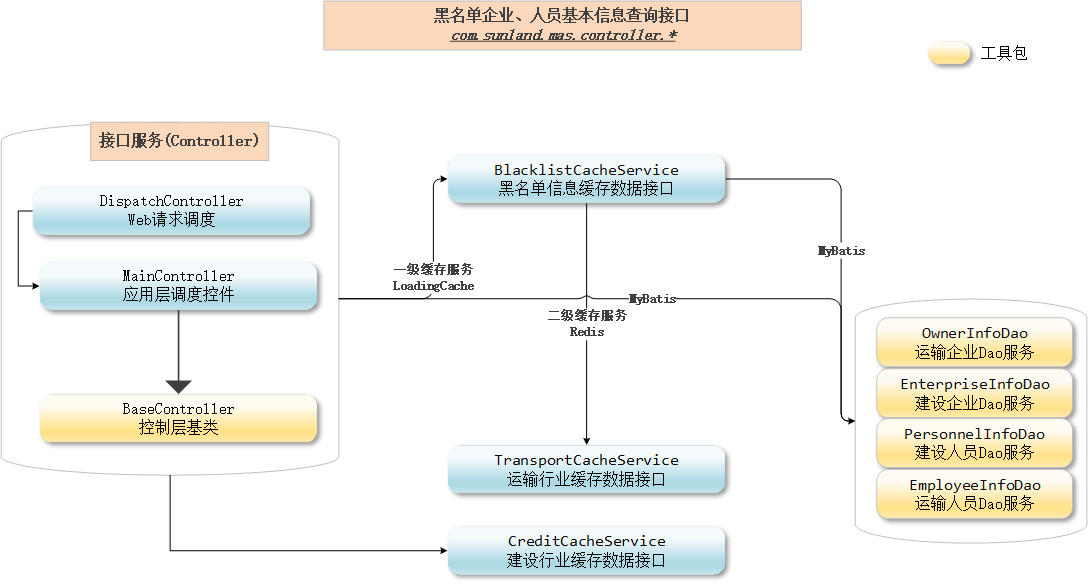 黑名单企业、人员基本信息查询接口
com.sunland.mas.controller.*
工具包
接口服务(Controller)
DispatchController
Web请求调度
MainController
应用层调度控件
BaseController
控制层基类
BlacklistCacheService
黑名单信息缓存数据接口
一级缓存服务
LoadingCache
MyBatis
MyBatis
二级缓存服务
Redis
TransportCacheService
运输行业缓存数据接口
CreditCacheService
建设行业缓存数据接口
OwnerInfoDao
运输企业Dao服务
EnterpriseInfoDao
建设企业Dao服务
PersonnelInfoDao
建设人员Dao服务
EmployeeInfoDao
运输人员Dao服务